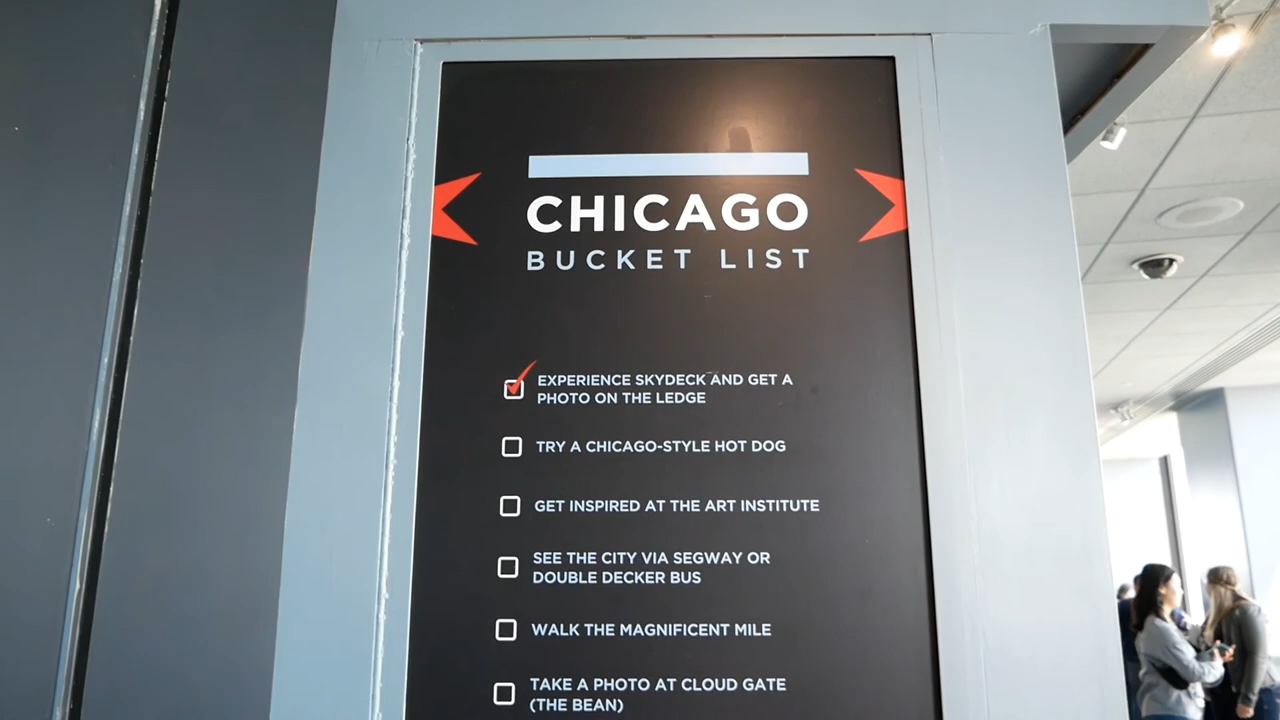 CHICAGO
BUCKET LIST
EXPERIENCE SKYDECK AND GET A
PHOTO ON THE LEDGE
TRY A CHICAGO-STYLE HOT DOG
GET INSPIRED AT THE ART INSTITUTE
SEE THE CITY VIA SEGWAY OR
DOUBLE DECKER BUS
WALK THE MAGNIFICENT MILE
TAKE A PHOTO AT CLOUD GATE
(THE BEAN)